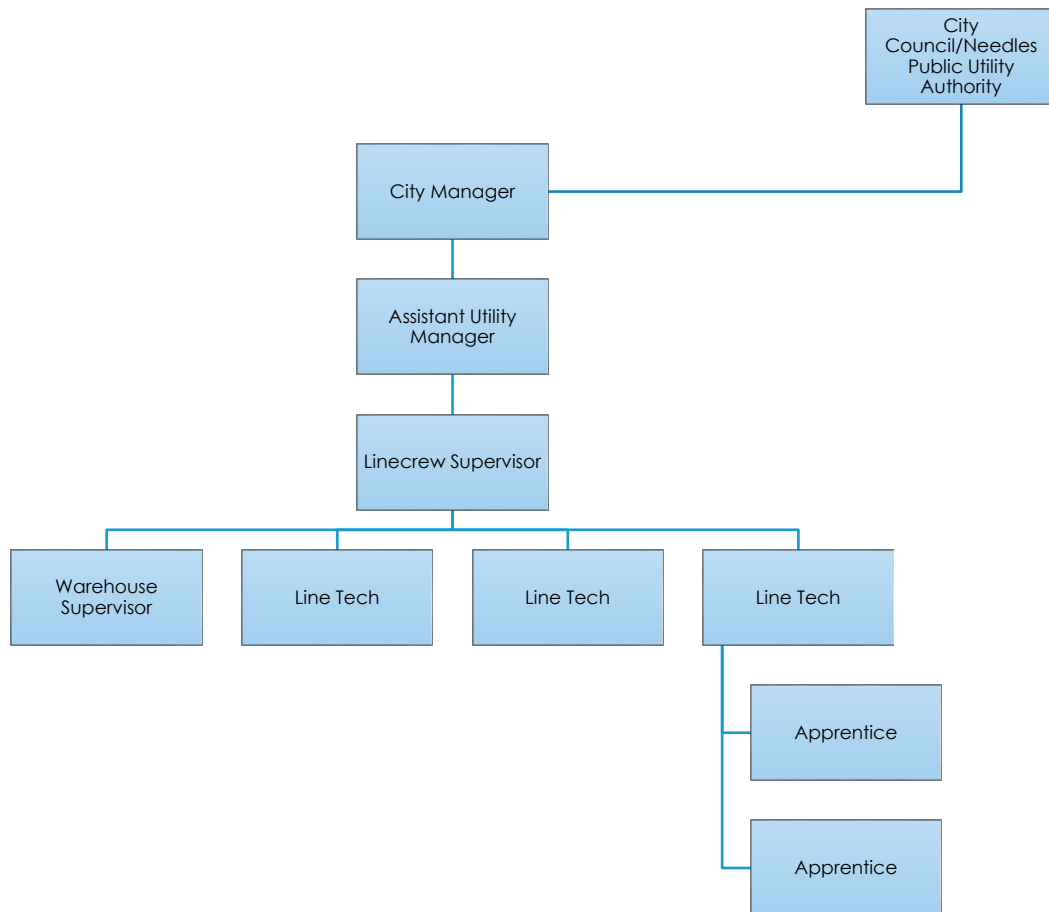 City
Council/Needles
Public Utility
Authority
City Manager
Assistant Utility
Manager
Linecrew Supervisor
Warehouse
Supervisor
Line Tech
Line Tech
Line Tech
Apprentice
Apprentice